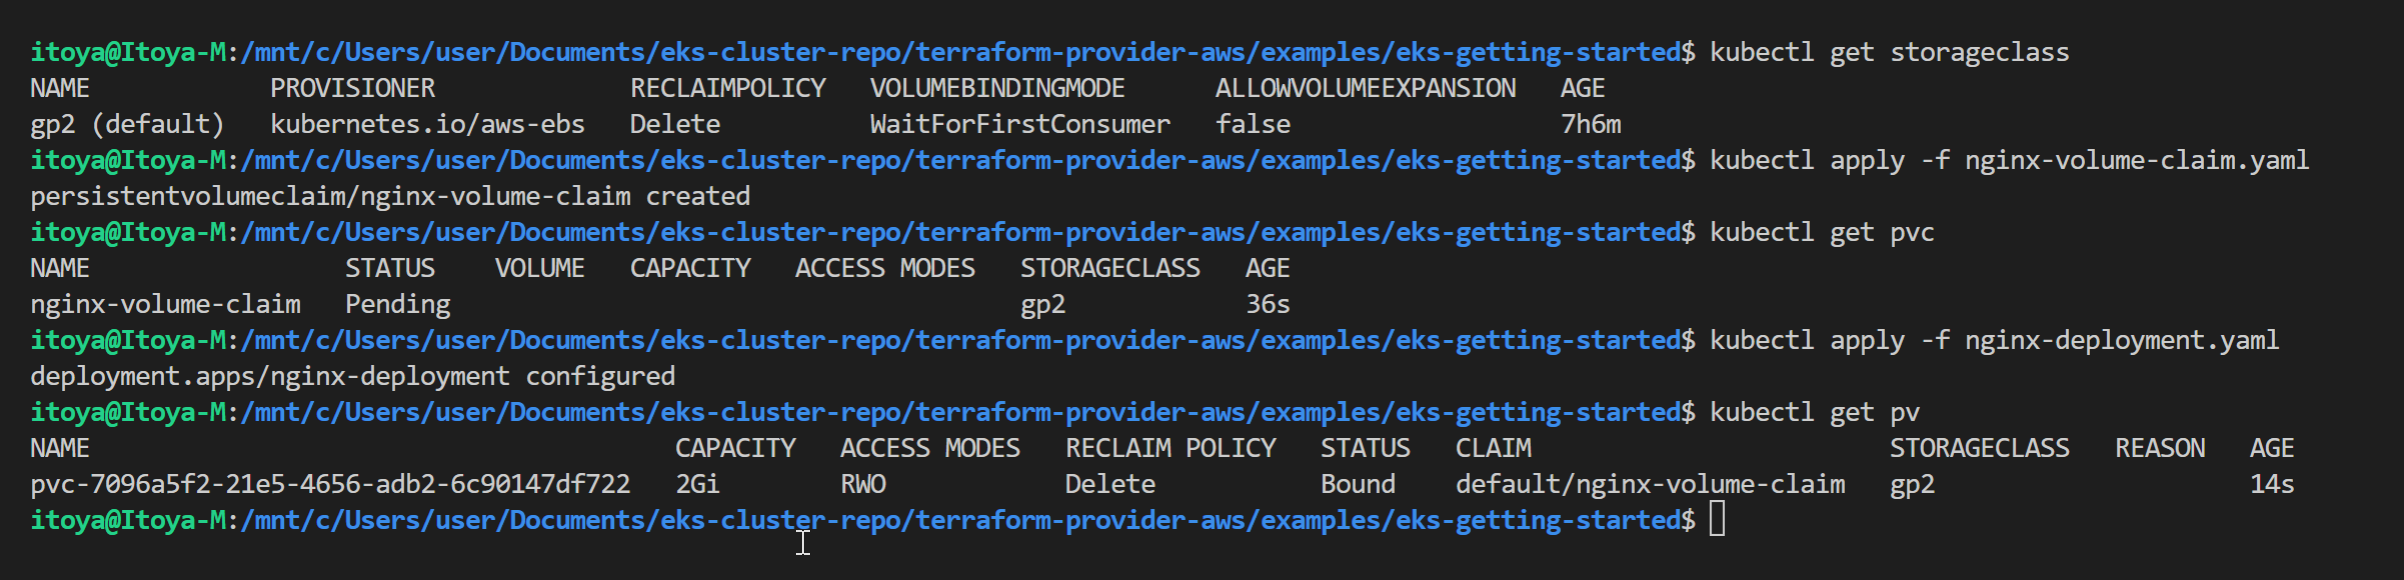 itoya@Itoya-M:/mnt/c/Users/user/Documents/eks-cluster-repo/terraform-provider-aws/examples/eks-getting-started$ kubectl get storageclass
NAME            PROVISIONER             RECLAIMPOLICY   VOLUMEBINDINGMODE      ALLOWVOLUMEEXPANSION   AGE
gp2 (default)   kubernetes.io/aws-ebs   Delete          WaitForFirstConsumer   false                  7h6m
itoya@Itoya-M:/mnt/c/Users/user/Documents/eks-cluster-repo/terraform-provider-aws/examples/eks-getting-started$ kubectl apply -f nginx-volume-claim.yaml
persistentvolumeclaim/nginx-volume-claim created
itoya@Itoya-M:/mnt/c/Users/user/Documents/eks-cluster-repo/terraform-provider-aws/examples/eks-getting-started$ kubectl get pvc
NAME                 STATUS    VOLUME   CAPACITY   ACCESS MODES   STORAGECLASS   AGE
nginx-volume-claim   Pending                                      gp2            36s
itoya@Itoya-M:/mnt/c/Users/user/Documents/eks-cluster-repo/terraform-provider-aws/examples/eks-getting-started$ kubectl apply -f nginx-deployment.yaml
deployment.apps/nginx-deployment configured
itoya@Itoya-M:/mnt/c/Users/user/Documents/eks-cluster-repo/terraform-provider-aws/examples/eks-getting-started$ kubectl get pv
NAME                                       CAPACITY   ACCESS MODES   RECLAIM POLICY   STATUS   CLAIM                        STORAGECLASS   REASON   AGE
pvc-7096a5f2-21e5-4656-adb2-6c90147df722   2Gi        RWO            Delete           Bound    default/nginx-volume-claim   gp2                     14s
itoya@Itoya-M:/mnt/c/Users/user/Documents/eks-cluster-repo/terraform-provider-aws/examples/eks-getting-started$